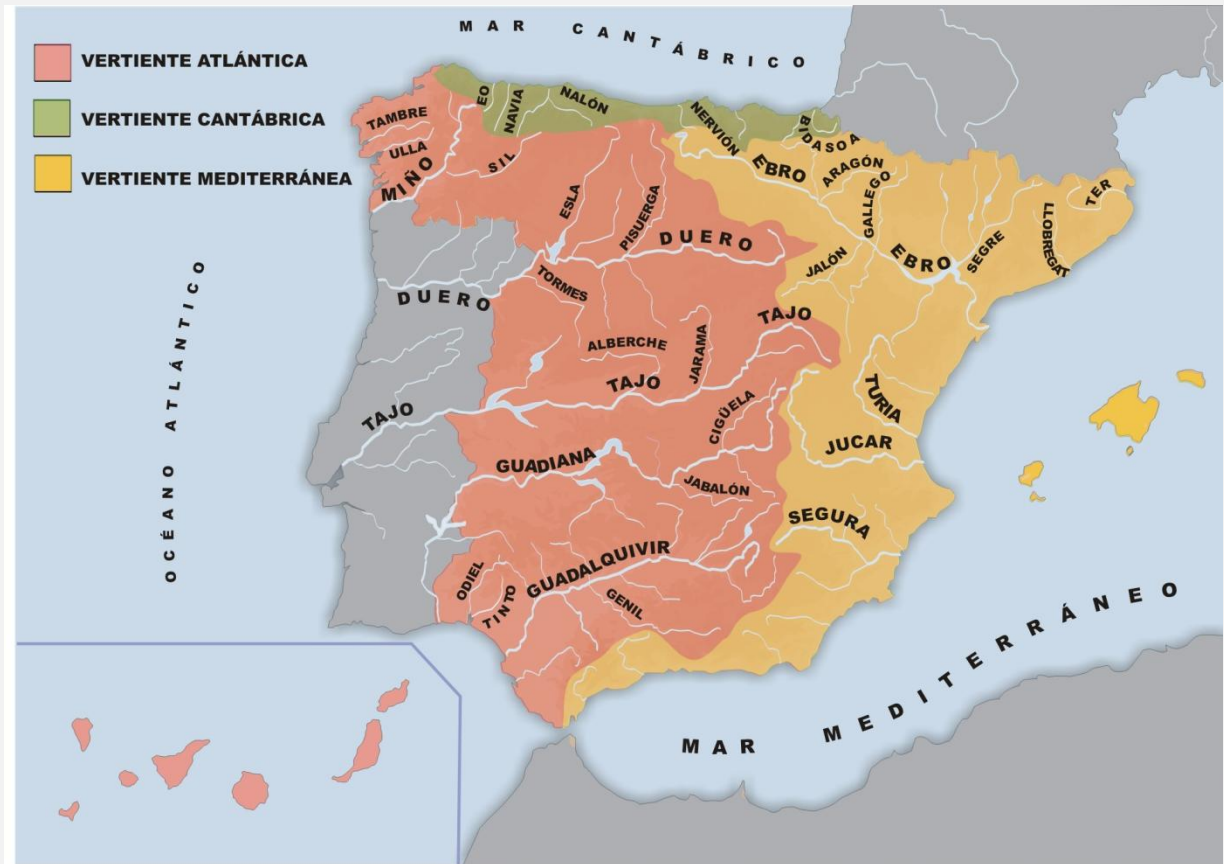 MAR CANTÁBRICO
VERTIENTE ATLÁNTICA
VERTIENTE CANTÁBRICA
VERTIENTE MEDITERRÁNEA
OCÉANO ATLÁNTICO
TAMBRE
ULLA
MIÑO
SIL
EO
NAVIA
NALÓN
NERVIÓN
BIDASOA
EBRO
ARAGÓN
GALLEGO
ESLA
PISUERGA
DUERO
JALÓN
EBRO
SEGRE
LLOBREGAT
TER
DUERO
TORMES
ALBERCHE
JARAMA
TAJO
TAJO
TAJO
CIGÜELA
TURIA
JUCAR
GUADIANA
JABALÓN
SEGURA
ODIEL
TINTO
GUADALQUIVIR
GENIL
MAR MEDITERRÁNEO